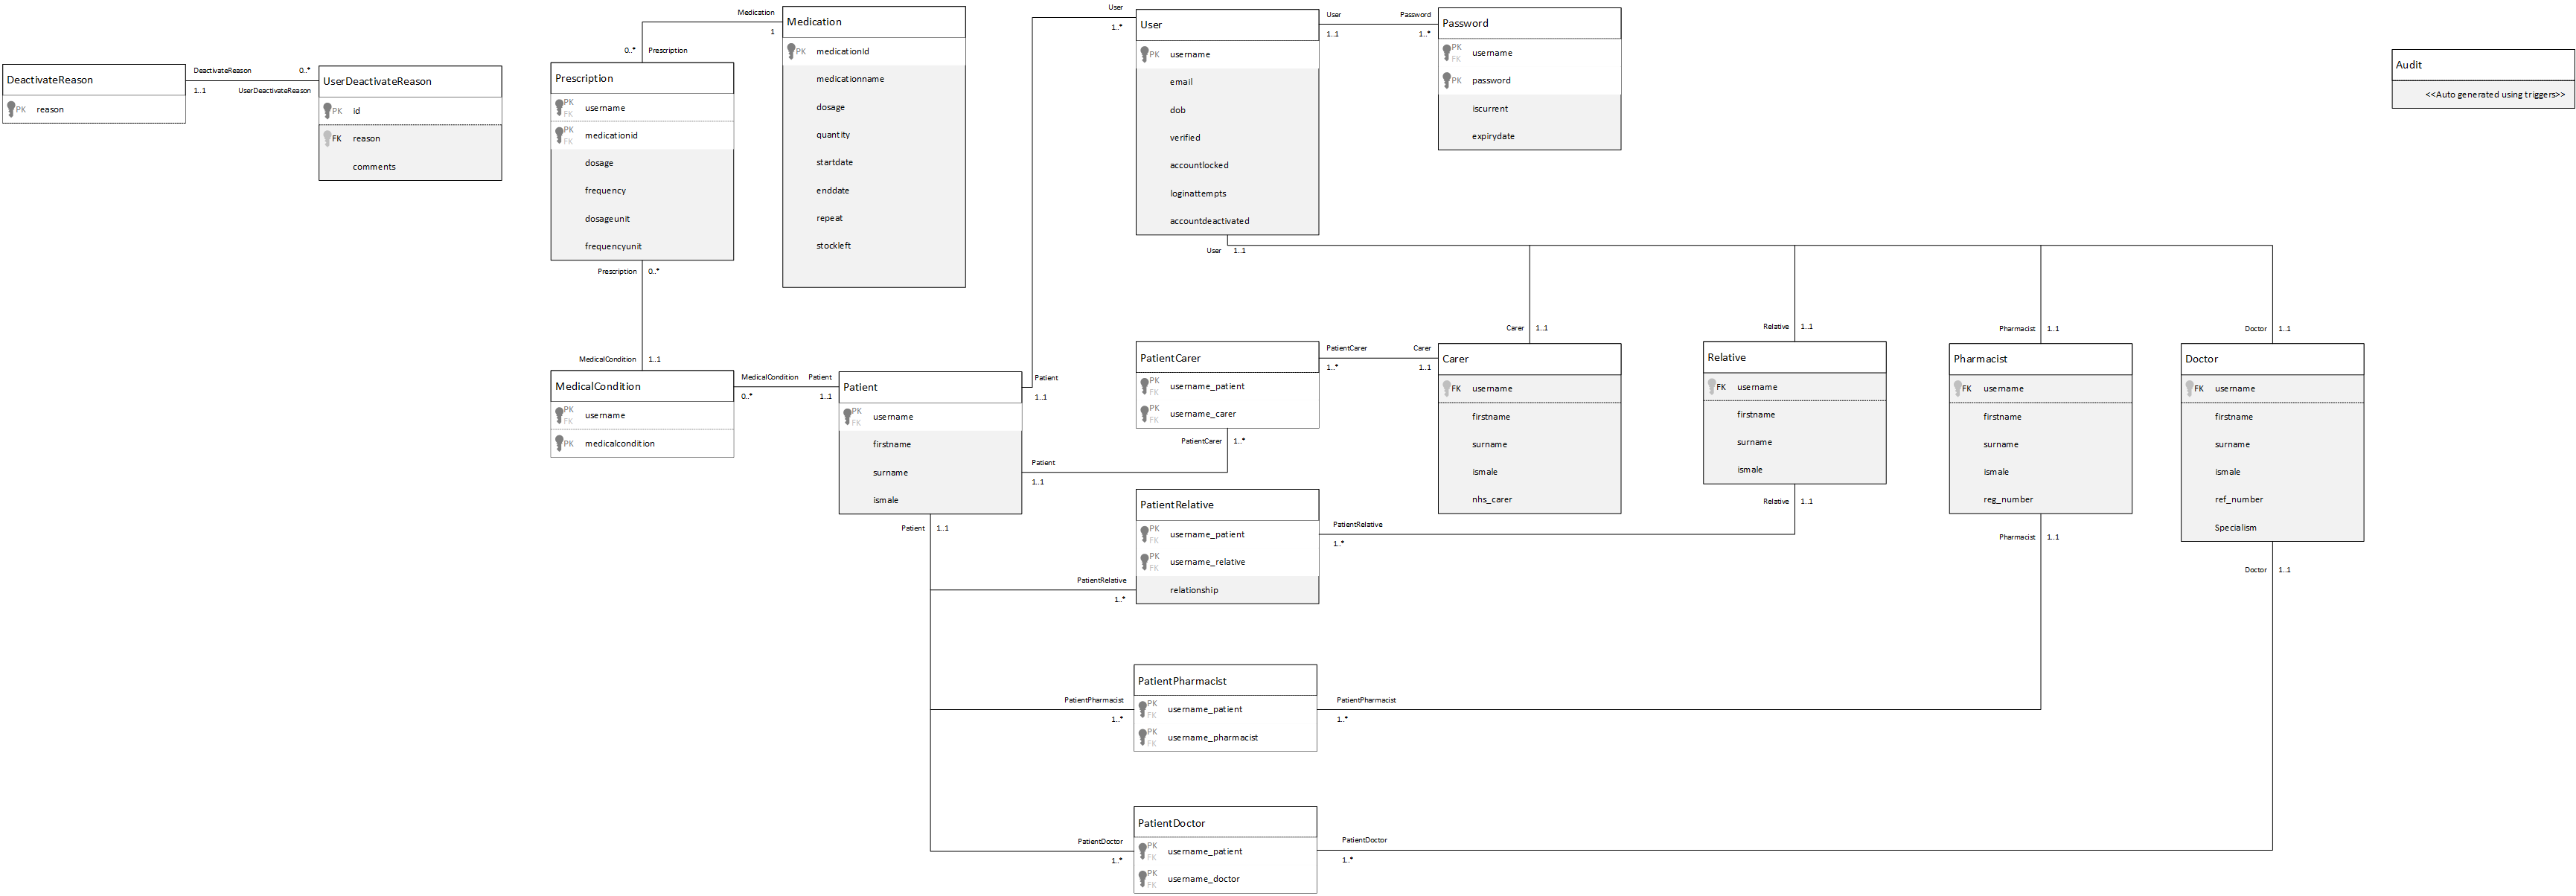 DeactivateReason
PK reason
DeactivateReason 0..*
1..1 UserDeactivateReason
UserDeactivateReason
PK id
FK reason
comments
Medication
1
0..* Prescription
Prescription
PK FK username
PK FK medicationid
dosage
frequency
dosageunit
frequencyunit
Prescription 0..*
MedicalCondition 1..1
Medication
PK medicationId
medicationname
dosage
quantity
startdate
enddate
repeat
stockleft
MedicalCondition
PK FK username
PK medicalcondition
MedicalCondition Patient
0..* 1..1
Patient
PK FK username
firstname
surname
ismale
User
1..*
Patient
1..1
User
PK username
email
dob
verified
accountlocked
loginattempts
accountdeactivated
User Password
1..1 1..*
Password
PK FK username
PK password
iscurrent
expirydate
Audit
<<Auto generated using triggers>>
User 1..1
Carer 1..1
Relative 1..1
Pharmacist 1..1
Doctor 1..1
PatientCarer
PK FK username_patient
PK FK username_carer
PatientCarer Carer
1..* 1..1
PatientCarer 1..*
Patient
1..1
Carer
FK username
firstname
surname
ismale
nhs_carer
Relative
FK username
firstname
surname
ismale
Relative 1..1
Pharmacist
FK username
firstname
surname
ismale
reg_number
Pharmacist 1..1
Doctor
FK username
firstname
surname
ismale
ref_number
Specialism
Doctor 1..1
Patient 1..1
PatientRelative
PK FK username_patient
PK FK username_relative
relationship
PatientRelative
1..*
PatientRelative
1..*
PatientPharmacist
PK FK username_patient
PK FK username_pharmacist
PatientPharmacist
1..*
PatientPharmacist
1..*
PatientDoctor
PK FK username_patient
PK FK username_doctor
PatientDoctor
1..*
PatientDoctor
1..*